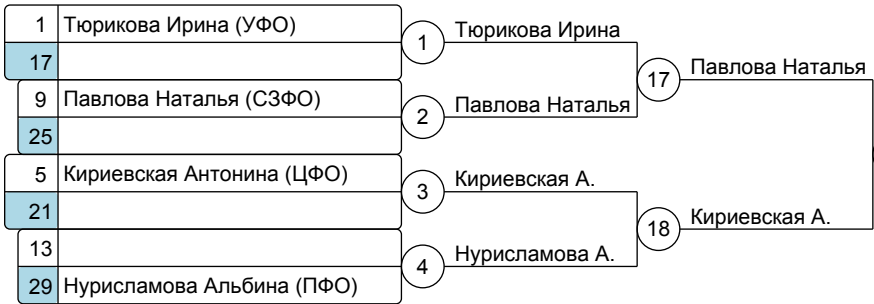 1 Тюрикова Ирина (УФО)
17
9 Павлова Наталья (СЗФО)
25
5 Кириевская Антонина (ЦФО)
21
13
29 Нурисламова Альбина (ПФО)
1 Тюрикова Ирина
2 Павлова Наталья
3 Кириевская А.
4 Нурисламова А.
17 Павлова Наталья
18 Кириевская А.